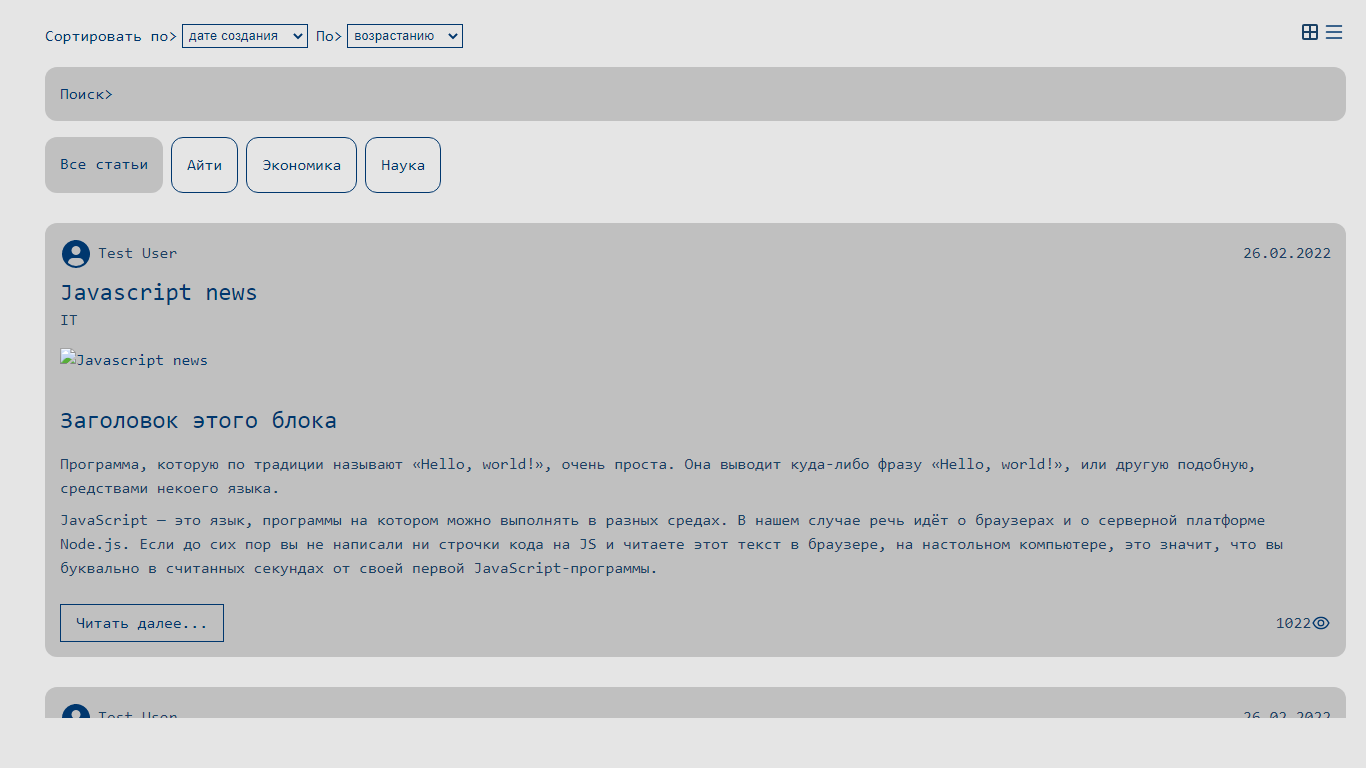 Сортировать по> дате создания По> возрастанию
Поиск>
Все статьи Айти Экономика Наука
Test User 26.02.2022
Javascript news
IT
Javascript news
Заголовок этого блока
Программа, которую по традиции называют «Hello, world!», очень проста. Она выводит куда-либо фразу «Hello, world!», или другую подобную,
средствами некоего языка.
JavaScript — это язык, программы на котором можно выполнять в разных средах. В нашем случае речь идёт о браузерах и о серверной платформе
Node.js. Если до сих пор вы не написали ни строчки кода на JS и читаете этот текст в браузере, на настольном компьютере, это значит, что вы
буквально в считанных секундах от своей первой JavaScript-программы.
Читать далее... 1022
Test User 26.02.2022